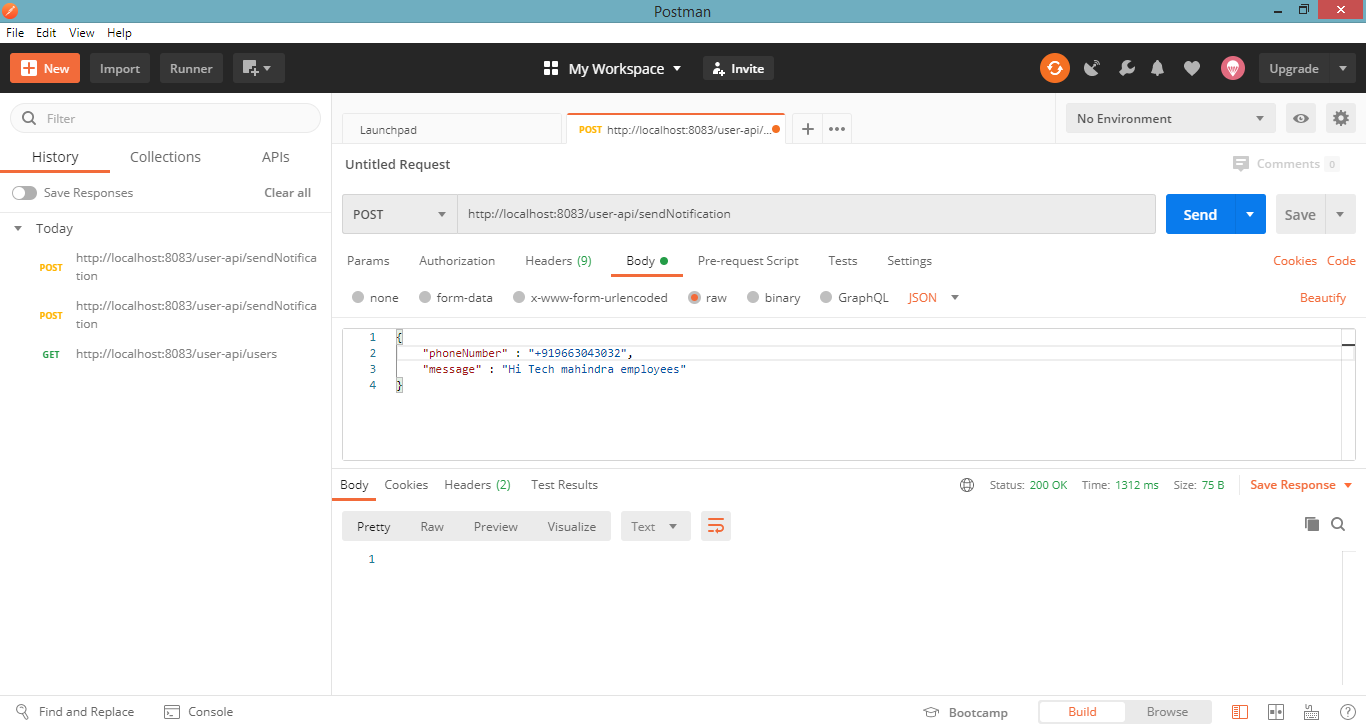 Postman
File Edit View Help
New Import Runner My Workspace Invite Upgrade
Filter
History Collections APIs
Save Responses Clear all
Today
POST http://localhost:8083/user-api/sendNotifica
tion
POST http://localhost:8083/user-api/sendNotifica
tion
GET http://localhost:8083/user-api/users
Launchpad POST http://localhost:8083/user-api/... + ••• No Environment
Untitled Request Comments 0
POST http://localhost:8083/user-api/sendNotification Send Save
Params Authorization Headers (9) Body Pre-request Script Tests Settings Cookies Code
none form-data x-www-form-urlencoded raw binary GraphQL JSON Beautify
1 {
2 "phoneNumber" : "+919663043032",
3 "message" : "Hi Tech mahindra employees"
4 }
Body Cookies Headers (2) Test Results Status: 200 OK Time: 1312 ms Size: 75 B Save Response
Pretty Raw Preview Visualize Text
1
Find and Replace Console Bootcamp Build Browse